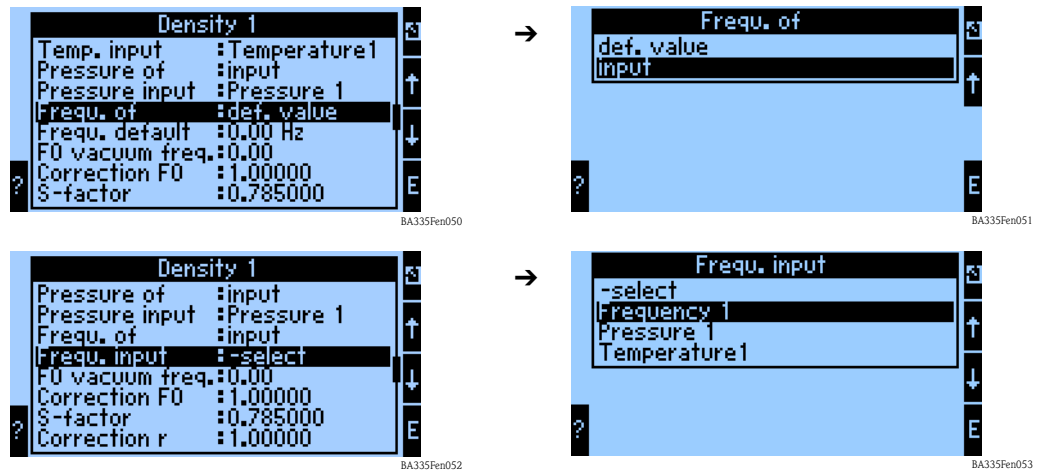 Density 1
Temp. input :Temperature1
Pressure of :input
Pressure input :Pressure 1
Frequ. of :def. value
Frequ. default :0.00 Hz
F0 vacuum freq.:0.00
Correction F0 :1.00000
S-factor :0.785000
?
↑
↓
E
BA335Fen050
➔
Frequ. of
def. value
input
?
↑
E
BA335Fen051
Density 1
Pressure of :input
Pressure input :Pressure 1
Frequ. of :input
Frequ. input :-select
F0 vacuum freq.:0.00
Correction F0 :1.00000
S-factor :0.785000
Correction r :1.00000
?
↑
↓
E
BA335Fen052
➔
Frequ. input
-select
Frequency 1
Pressure 1
Temperature1
?
↑
↓
E
BA335Fen053